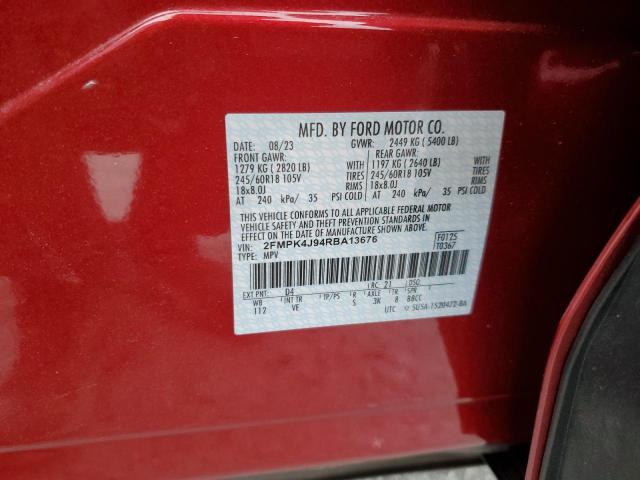 MFD. BY FORD MOTOR CO.
DATE: 08/23 GVWR: 2449 KG ( 5400 LB)
FRONT GAWR: REAR GAWR:
1279 KG ( 2820 LB) WITH 1197 KG ( 2640 LB) WITH
245/60R18 105V TIRES 245/60R18 105V TIRES
18x8.0J RIMS 18x8.0J RIMS
AT 240 kPa/ 35 PSI COLD AT 240 kPa/ 35 PSI COLD
THIS VEHICLE CONFORMS TO ALL APPLICABLE FEDERAL MOTOR
VEHICLE SAFETY AND THEFT PREVENTION STANDARDS IN
EFFECT ON THE DATE OF MANUFACTURE SHOWN ABOVE.
VIN: 2FMPK4J94RBA13676 F0125
TYPE: MPV T0367
EXT PNT: D4 RC: 21 DSO:
WB INT TR TP/PS R AXLE TR SPR
112 VE S 3K 8 88CC
UTC